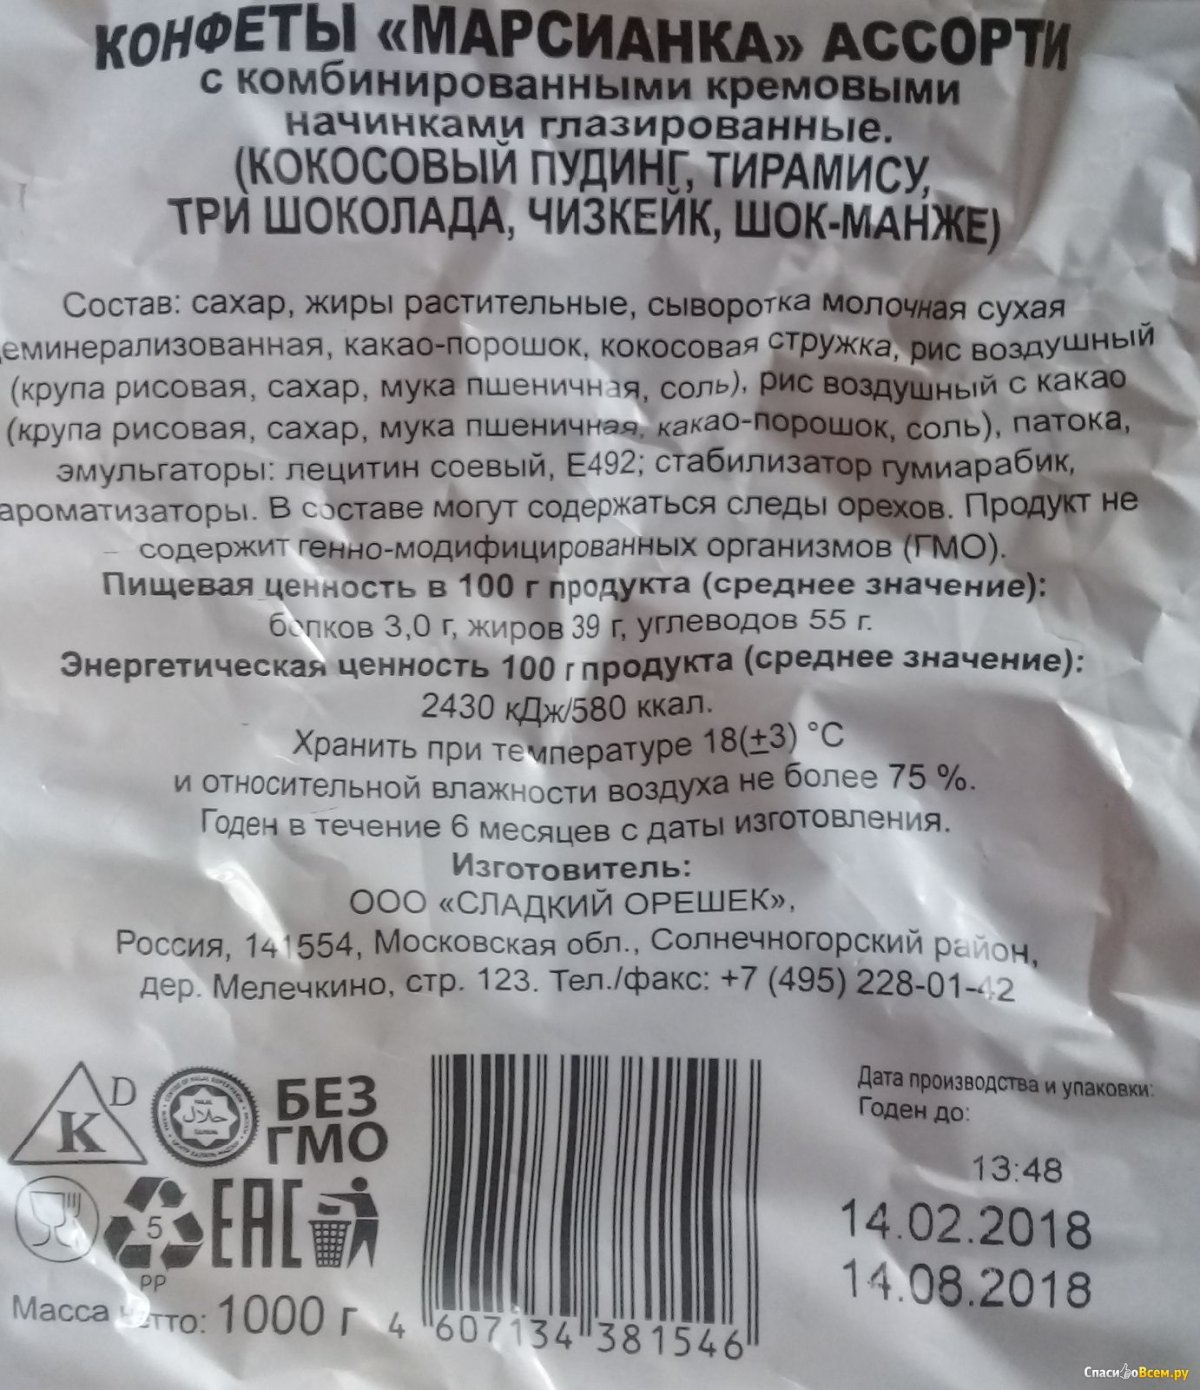 КОНФЕТЫ «МАРСИАНКА» АССОРТИ
с комбинированными кремовыми
начинками глазированные.
(КОКОСОВЫЙ ПУДИНГ, ТИРАМИСУ,
ТРИ ШОКОЛАДА, ЧИЗКЕЙК, ШОК-МАНЖЕ)
Состав: сахар, жиры растительные, сыворотка молочная сухая
еминерализованная, какао-порошок, кокосовая стружка, рис воздушный
(крупа рисовая, сахар, мука пшеничная, соль), рис воздушный с какао
(крупа рисовая, сахар, мука пшеничная, какао-порошок, соль), патока,
эмульгаторы: лецитин соевый, Е492; стабилизатор гумиарабик,
ароматизаторы. В составе могут содержаться следы орехов. Продукт не
содержит генно-модифицированных организмов (ГМО).
Пищевая ценность в 100 г продукта (среднее значение):
белков 3,0 г, жиров 39 г, углеводов 55 г.
Энергетическая ценность 100 г продукта (среднее значение):
2430 кДж/580 ккал.
Хранить при температуре 18(±3) °С
и относительной влажности воздуха не более 75 %.
Годен в течение 6 месяцев с даты изготовления.
Изготовитель:
ООО «СЛАДКИЙ ОРЕШЕК»,
Россия, 141554, Московская обл., Солнечногорский район,
дер. Мелечкино, стр. 123. Тел./факс: +7 (495) 228-01-42
K D
حلال
БЕЗ
ГМО
5
PP
EAC
Масса нетто: 1000 г
4 607134 381546
Дата производства и упаковки:
Годен до:
13:48
14.02.2018
14.08.2018
СпасибоВсем.ру